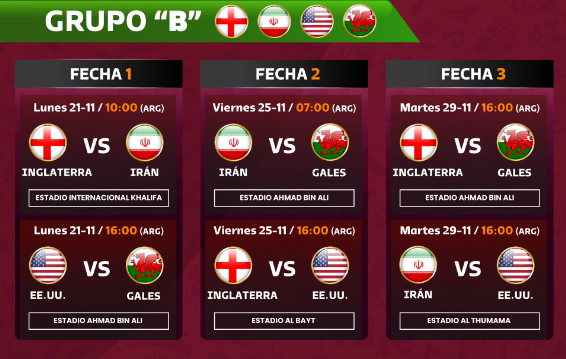 GRUPO “B”
FECHA 1
Lunes 21-11 / 10:00 (ARG)
VS
INGLATERRA IRÁN
ESTADIO INTERNACIONAL KHALIFA
Lunes 21-11 / 16:00 (ARG)
VS
EE.UU. GALES
ESTADIO AHMAD BIN ALI
FECHA 2
Viernes 25-11 / 07:00 (ARG)
VS
IRÁN GALES
ESTADIO AHMAD BIN ALI
Viernes 25-11 / 16:00 (ARG)
VS
INGLATERRA EE.UU.
ESTADIO AL BAYT
FECHA 3
Martes 29-11 / 16:00 (ARG)
VS
INGLATERRA GALES
ESTADIO AHMAD BIN ALI
Martes 29-11 / 16:00 (ARG)
VS
IRÁN EE.UU.
ESTADIO AL THUMAMA